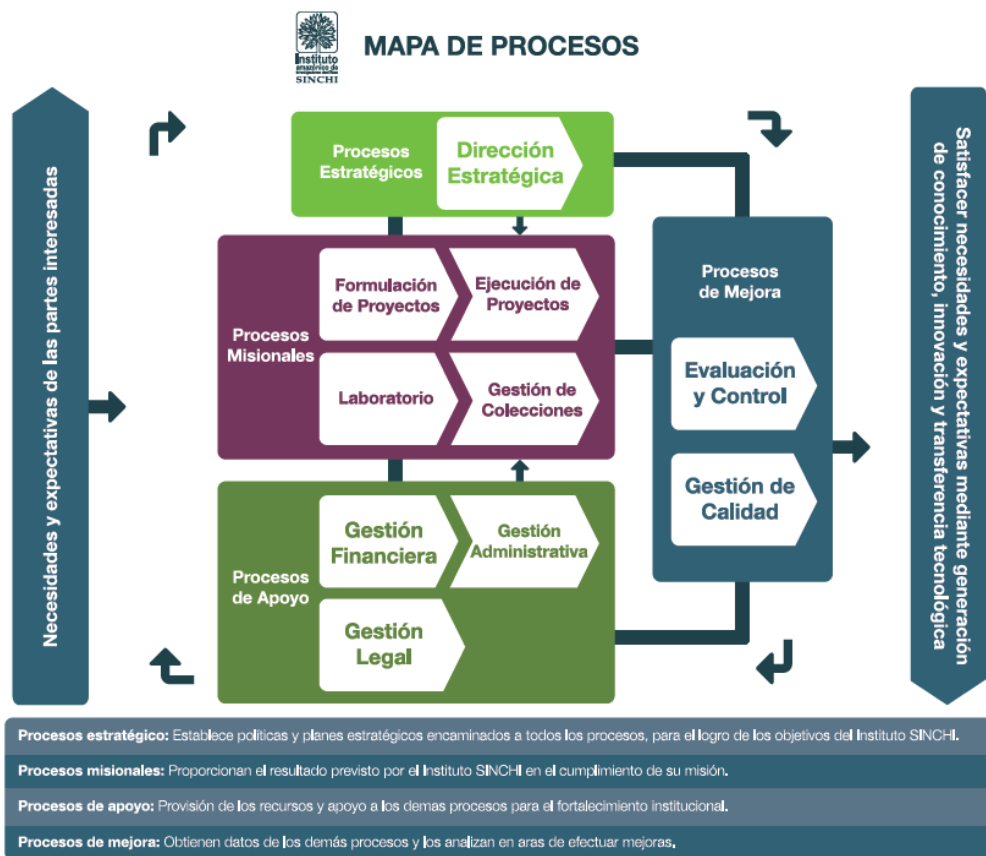 Instituto
amazónico de
investigaciones científicas
SINCHI
MAPA DE PROCESOS
Necesidades y expectativas de las partes interesadas
Procesos
Estratégicos
Dirección
Estratégica
Procesos
Misionales
Formulación
de Proyectos
Ejecución de
Proyectos
Laboratorio
Gestión de
Colecciones
Procesos
de Apoyo
Gestión
Financiera
Gestión
Administrativa
Gestión
Legal
Procesos
de Mejora
Evaluación
y Control
Gestión de
Calidad
Satisfacer necesidades y expectativas mediante generación
de conocimiento, innovación y transferencia tecnológica
Procesos estratégico: Establece políticas y planes estratégicos encaminados a todos los procesos, para el logro de los objetivos del Instituto SINCHI.
Procesos misionales: Proporcionan el resultado previsto por el Instituto SINCHI en el cumplimiento de su misión.
Procesos de apoyo: Provisión de los recursos y apoyo a los demas procesos para el fortalecimiento institucional.
Procesos de mejora: Obtienen datos de los demás procesos y los analizan en aras de efectuar mejoras.